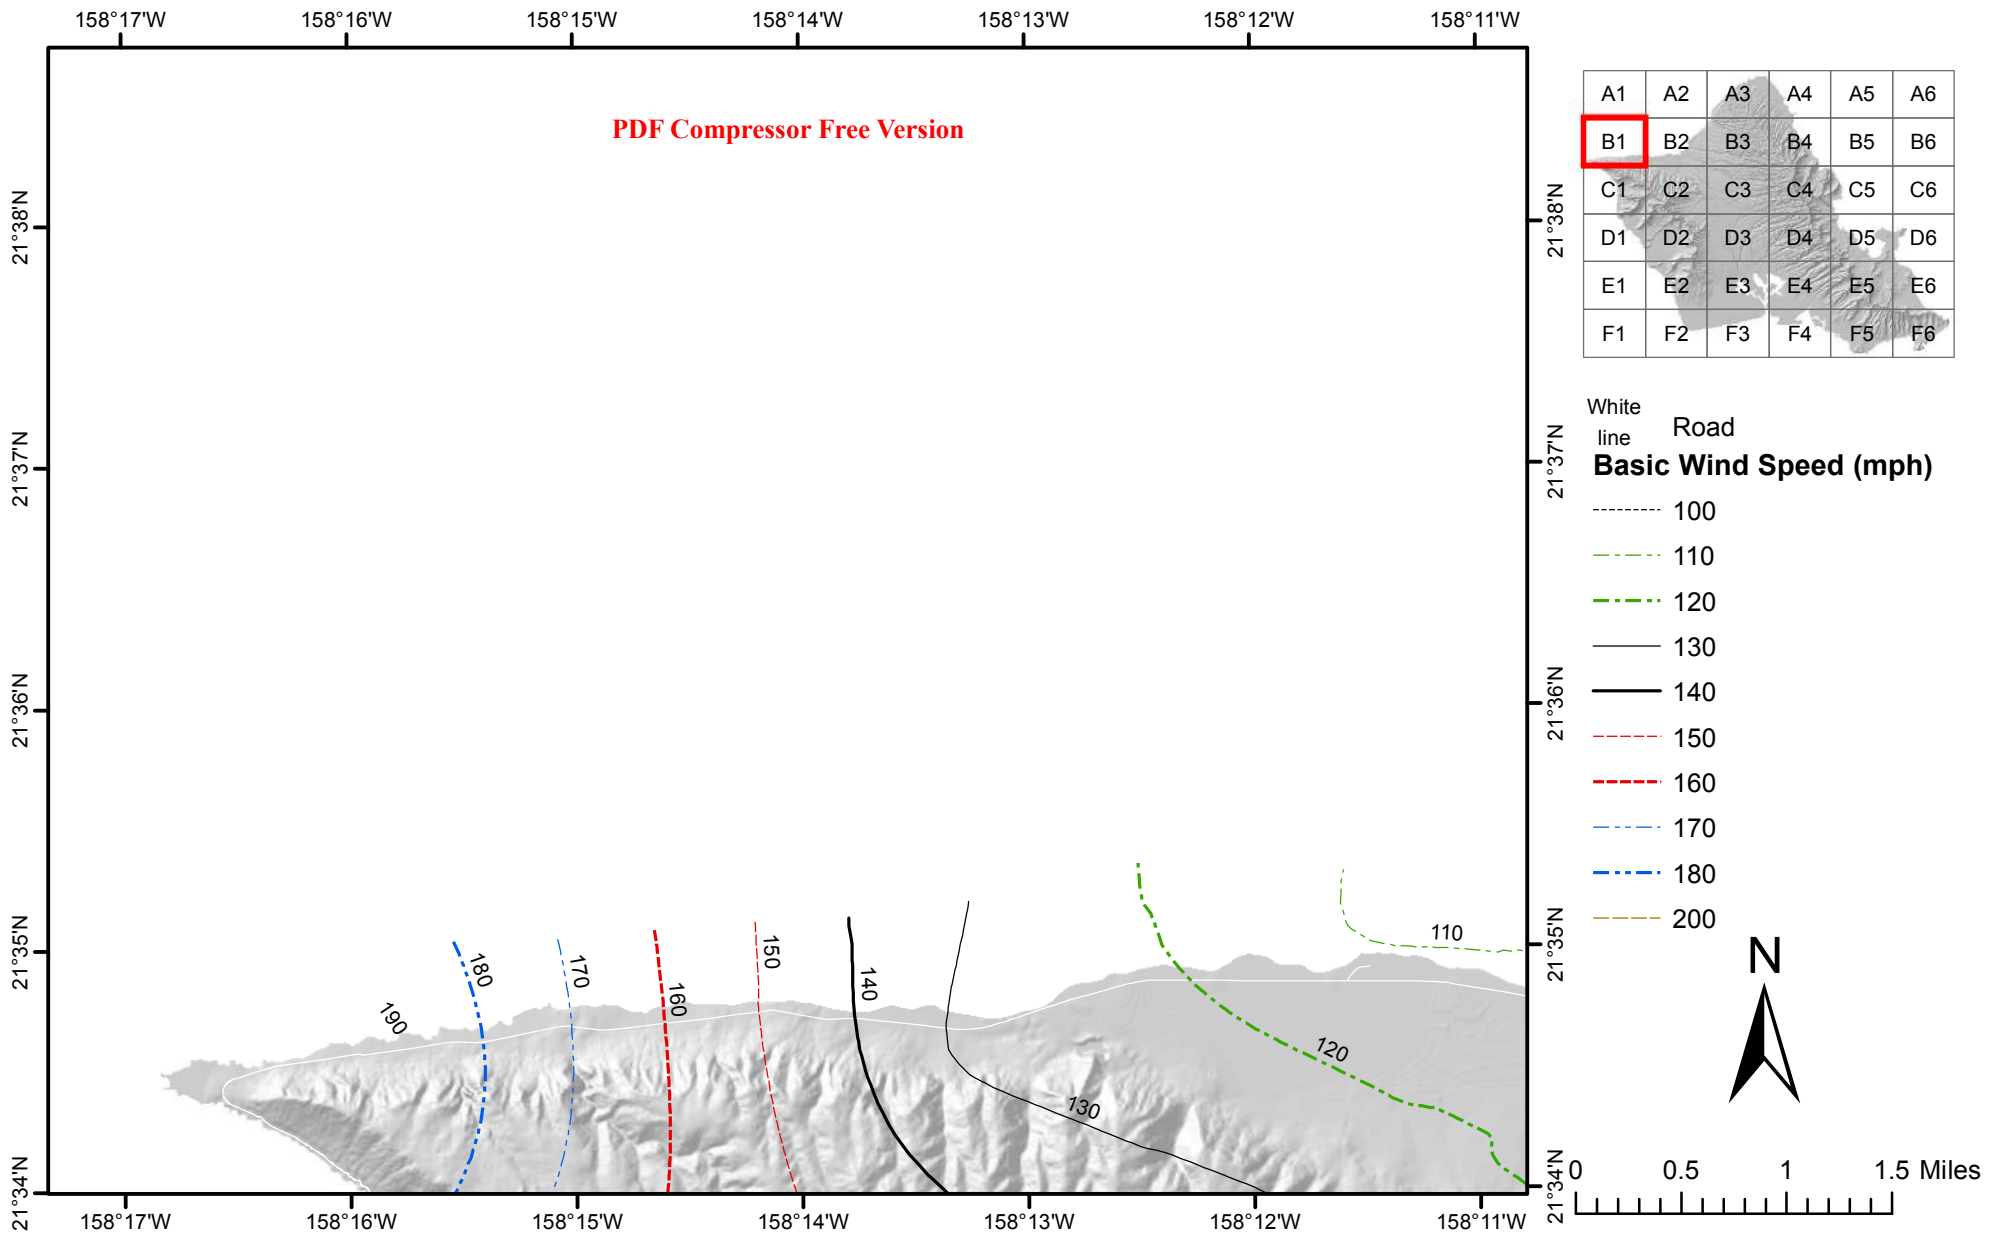 158°17'W 158°16'W 158°15'W 158°14'W 158°13'W 158°12'W 158°11'W
PDF Compressor Free Version
21°38'N
21°37'N
21°36'N
21°35'N
21°34'N
190
180
170
160
150
140
130
120
110
21°38'N
21°37'N
21°36'N
21°35'N
21°34'N
158°17'W 158°16'W 158°15'W 158°14'W 158°13'W 158°12'W 158°11'W
A1 A2 A3 A4 A5 A6
B1 B2 B3 B4 B5 B6
C1 C2 C3 C4 C5 C6
D1 D2 D3 D4 D5 D6
E1 E2 E3 E4 E5 E6
F1 F2 F3 F4 F5 F6
White
line
Road
Basic Wind Speed (mph)
100
110
120
130
140
150
160
170
180
200
N
0 0.5 1 1.5 Miles